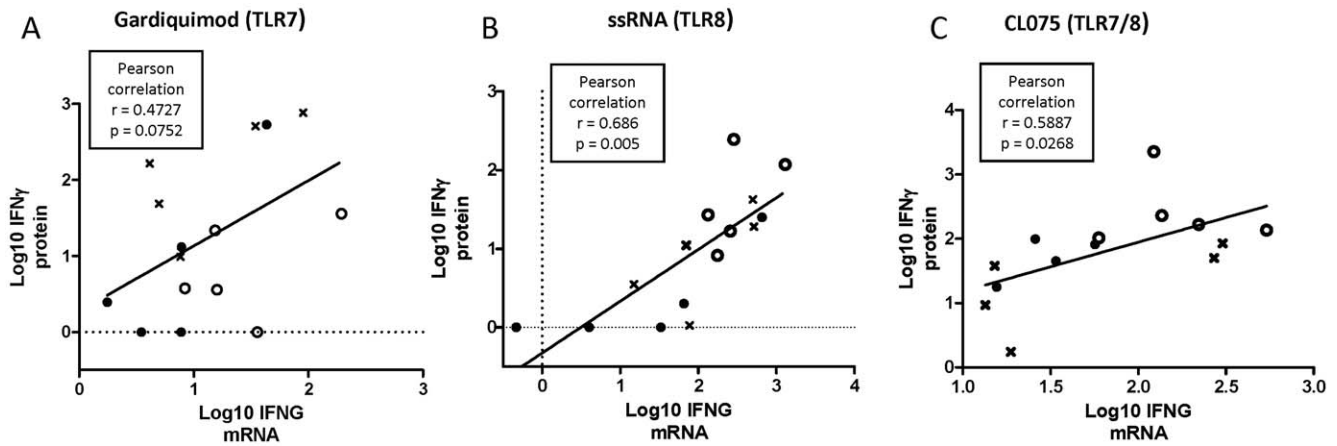 A
Gardiquimod (TLR7)
Pearson
correlation
r = 0.4727
p = 0.0752
Log10 IFNγ
protein
3
2
1
0
0
1
2
3
Log10 IFNG
mRNA
B
ssRNA (TLR8)
Pearson
correlation
r = 0.686
p = 0.005
Log10 IFNγ
protein
3
2
1
0
0
1
2
3
4
Log10 IFNG
mRNA
C
CL075 (TLR7/8)
Pearson
correlation
r = 0.5887
p = 0.0268
Log10 IFNγ
protein
4
3
2
1
0
1.0
1.5
2.0
2.5
3.0
Log10 IFNG
mRNA